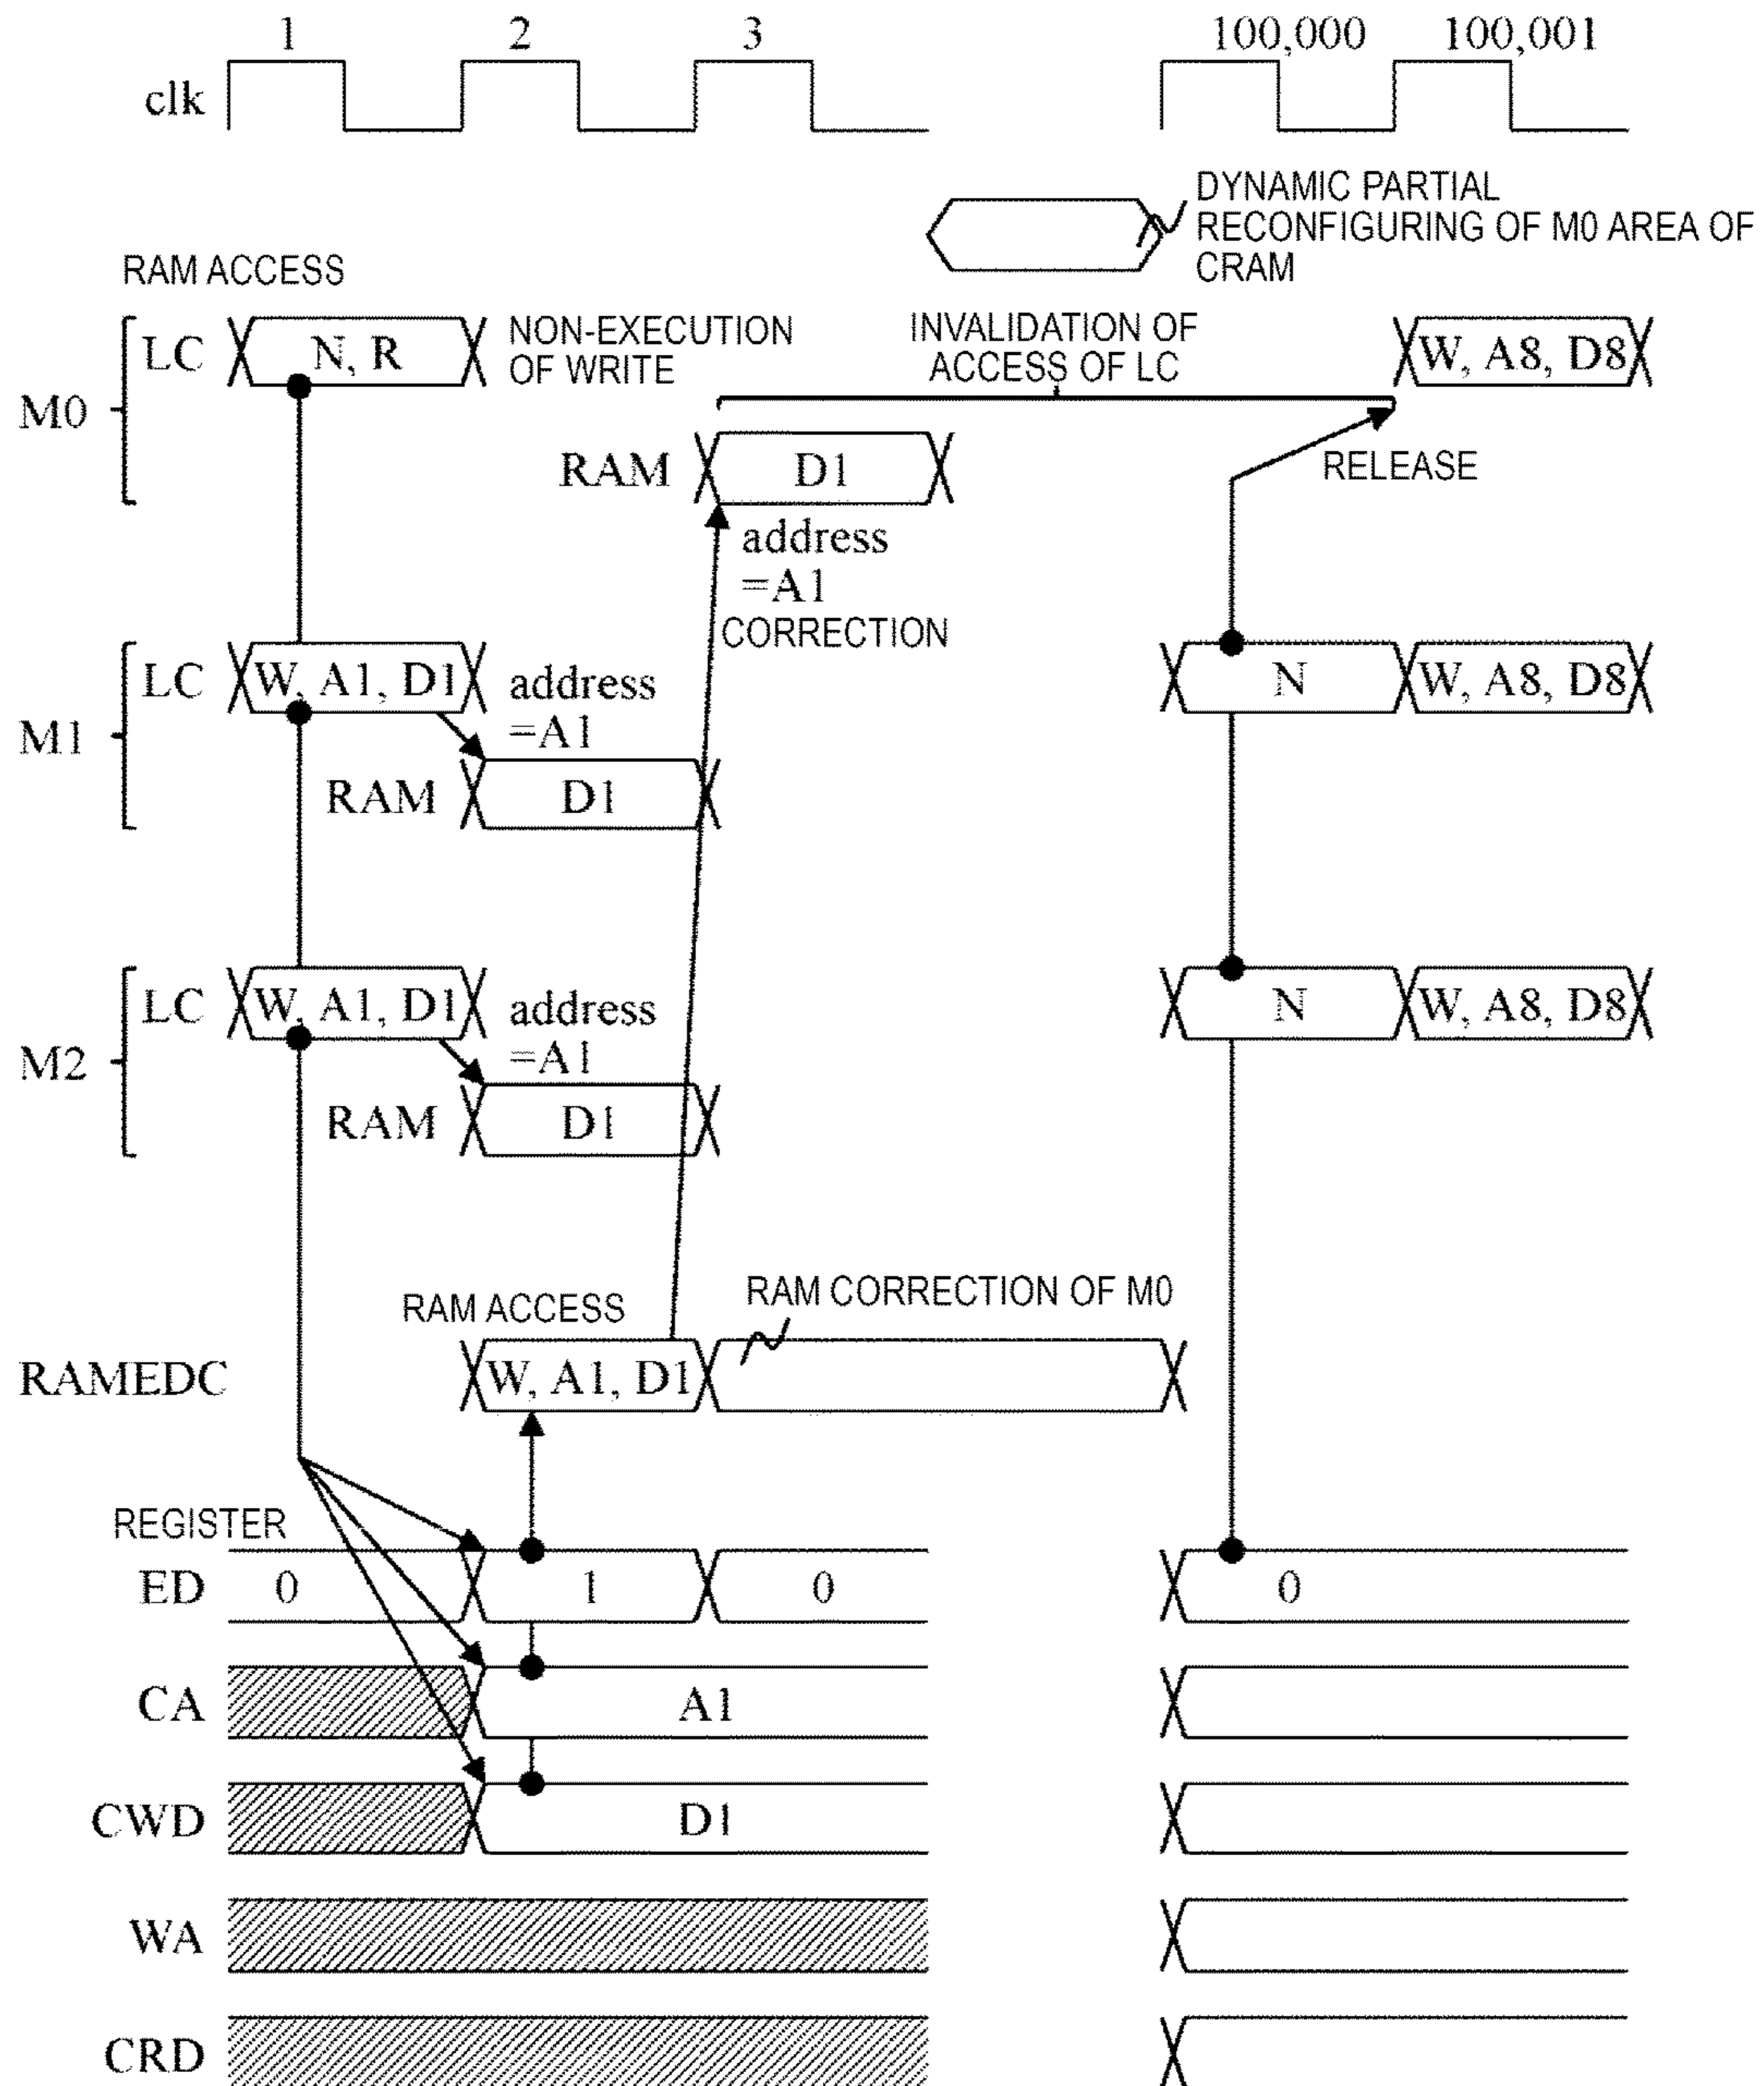 1 2 3 100,000 100,001
clk
DYNAMIC PARTIAL
RECONFIGURING OF M0 AREA OF
CRAM
RAM ACCESS
M0
LC
N, R
NON-EXECUTION
OF WRITE
INVALIDATION OF
ACCESS OF LC
W, A8, D8
RELEASE
RAM
D1
address
=A1
CORRECTION
M1
LC
W, A1, D1
address
=A1
N
W, A8, D8
RAM
D1
M2
LC
W, A1, D1
address
=A1
N
W, A8, D8
RAM
D1
RAM ACCESS
RAM CORRECTION OF M0
RAMEDC
W, A1, D1
REGISTER
ED 0 1 0 0
CA A1
CWD D1
WA
CRD